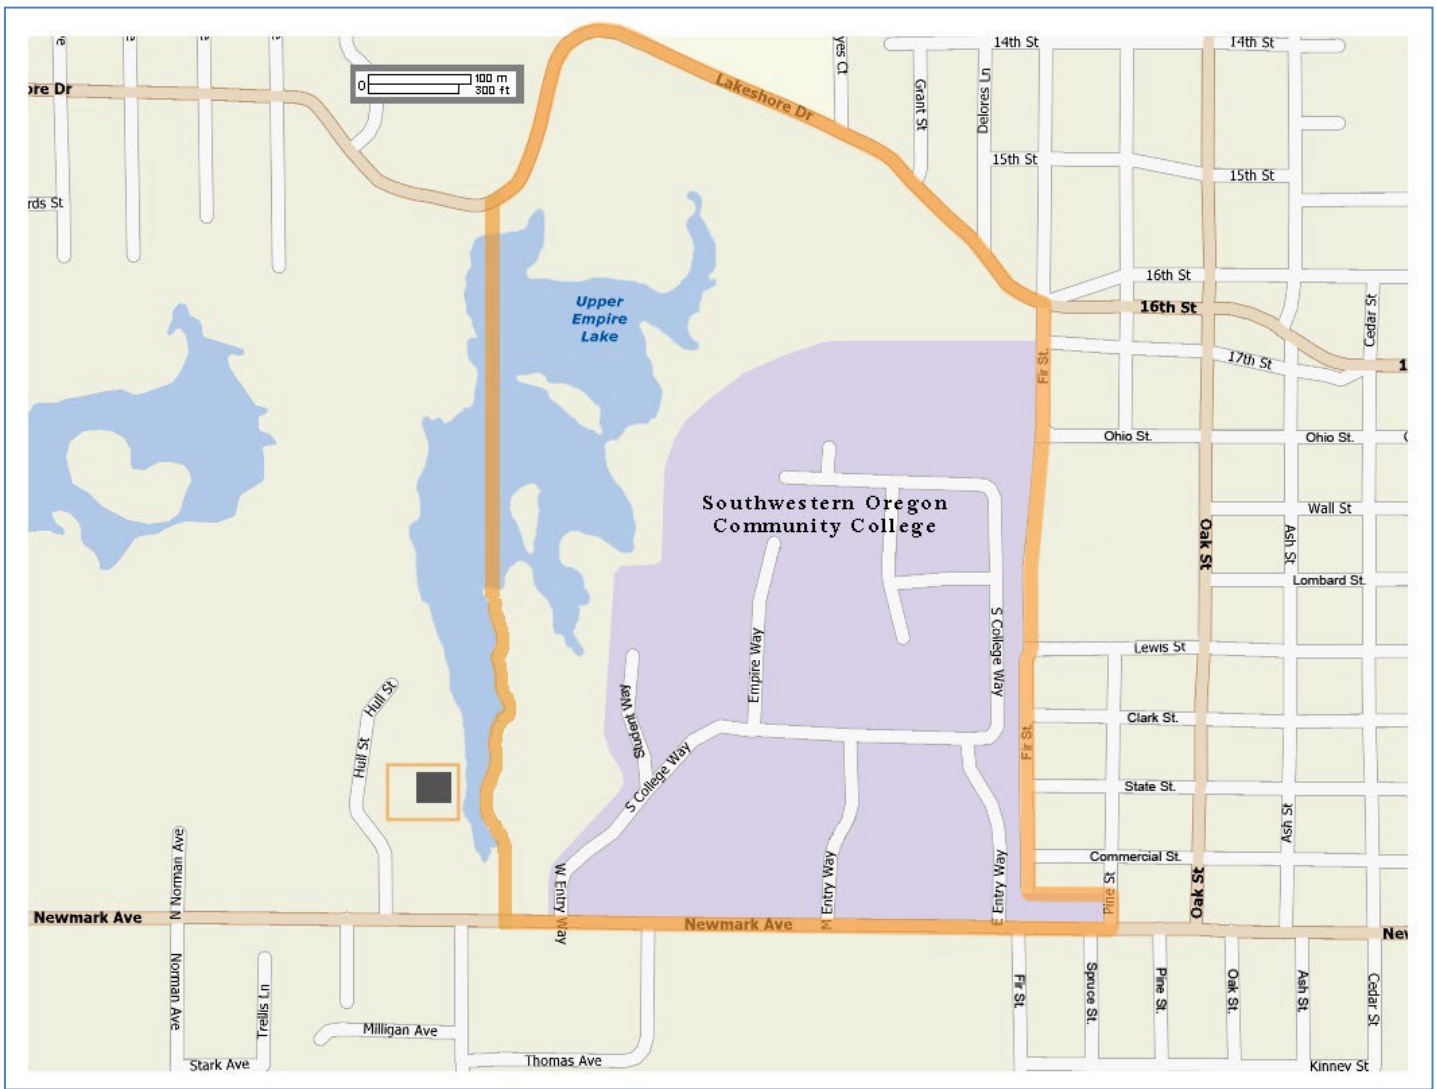 14th St
14th St
ore Dr
0
100 m
300 ft
Lakeshore Dr
yes Ct
Grant St
Delores Ln
15th St
15th St
rds St
16th St
Upper
Empire
Lake
16th St
Cedar St
17th St
1
Fir St.
Ohio St.
Ohio St.
Southwestern Oregon
Community College
Wall St
Oak St
Ash St
Lombard St.
S College Way
Empire Way
Lewis St
Hull St
Student Way
Clark St.
Hull St
Fir St.
S College Way
State St.
Ash St
N Norman Ave
Commercial St.
W. Entry Way
M Entry Way
E Entry Way
Pine St
Oak St
Newmark Ave
Newmark Ave
New
Norman Ave
Trellis Ln
Fir St.
Spruce St.
Pine St.
Oak St.
Ash St.
Cedar St
Milligan Ave
Stark Ave
Thomas Ave
Kinney St